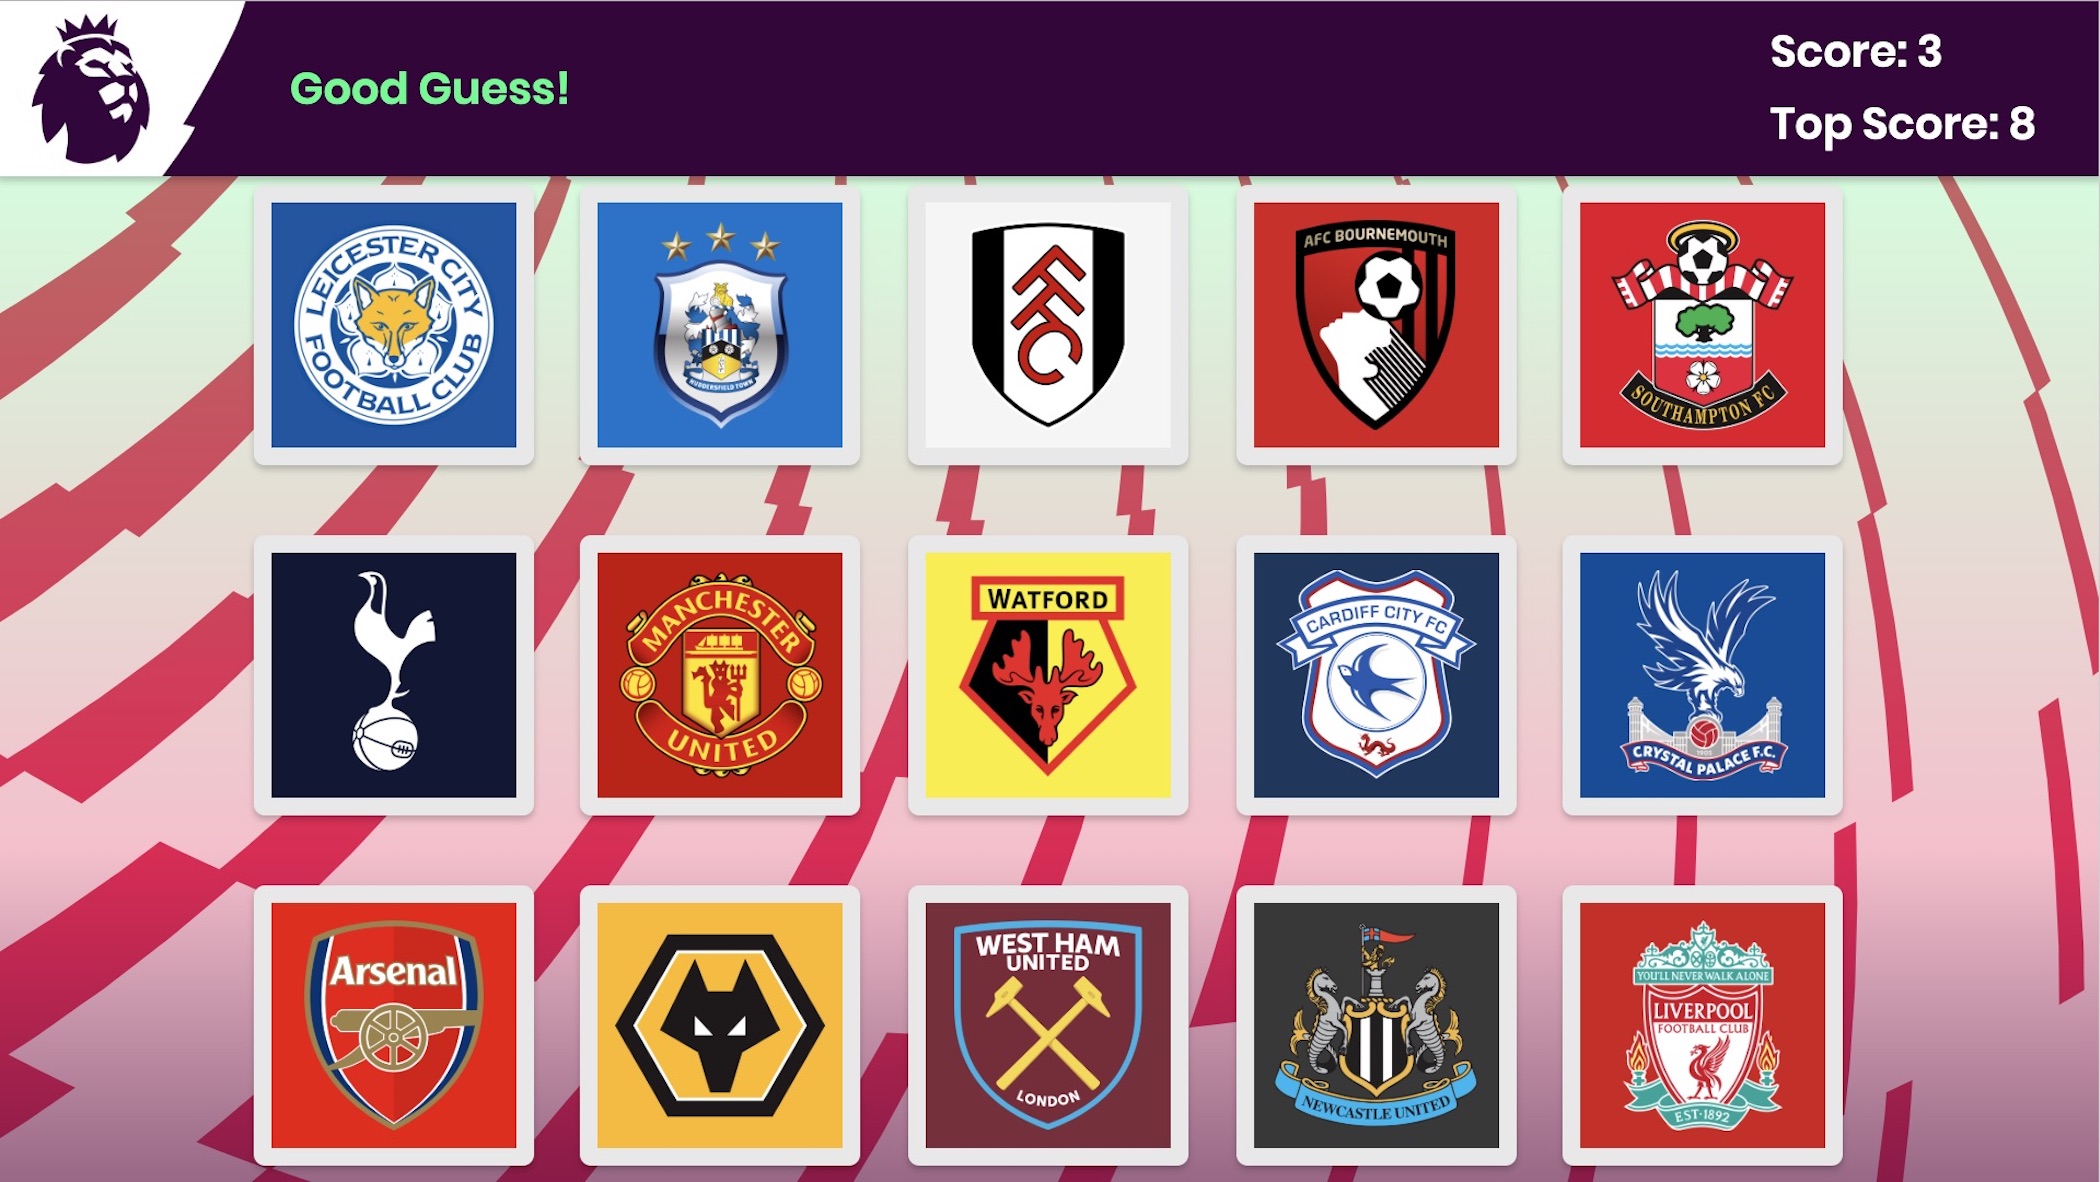 Good Guess!
Score: 3
Top Score: 8
LEICESTER CITY
FOOTBALL CLUB
HUDDERSFIELD TOWN
FFC
AFC BOURNEMOUTH
SOUTHAMPTON FC
MANCHESTER
UNITED
WATFORD
CARDIFF CITY FC
CRYSTAL PALACE F.C.
Arsenal
WEST HAM
UNITED
LONDON
NEWCASTLE UNITED
YOU'LL NEVER WALK ALONE
LIVERPOOL
FOOTBALL CLUB
EST·1892